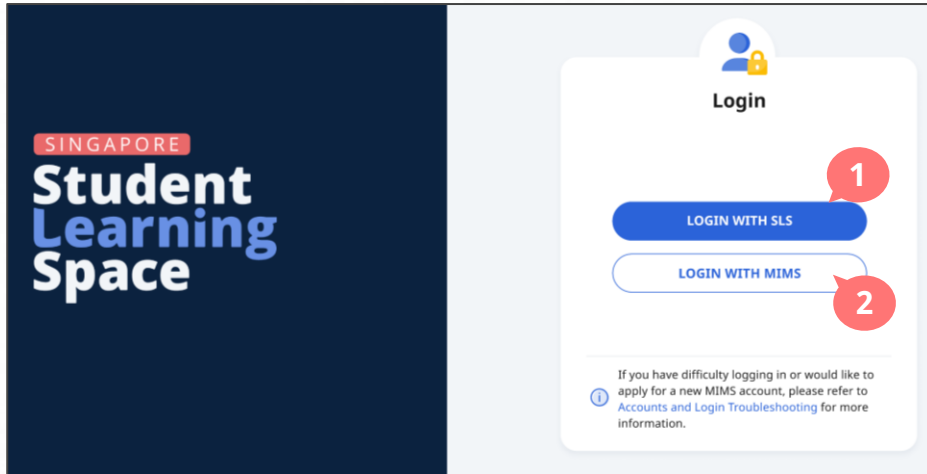 SINGAPORE
Student
Learning
Space
Login
1
LOGIN WITH SLS
LOGIN WITH MIMS
2
If you have difficulty logging in or would like to
apply for a new MIMS account, please refer to
Accounts and Login Troubleshooting for more
information.